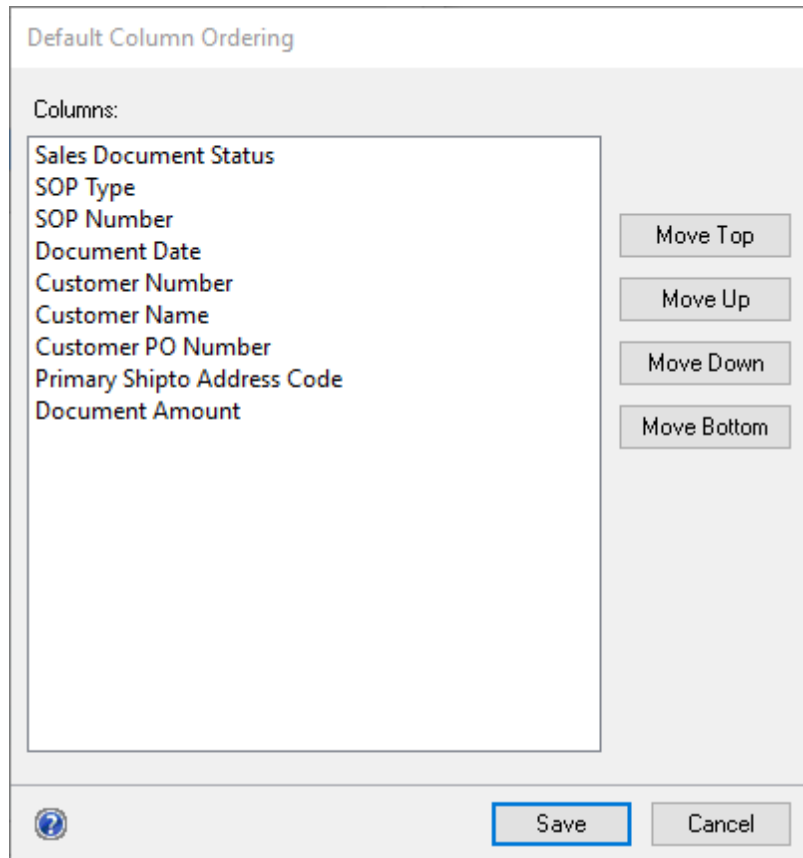 Default Column Ordering
Columns:
Sales Document Status
SOP Type
SOP Number
Document Date
Customer Number
Customer Name
Customer PO Number
Primary Shipto Address Code
Document Amount
Move Top
Move Up
Move Down
Move Bottom
?
Save
Cancel